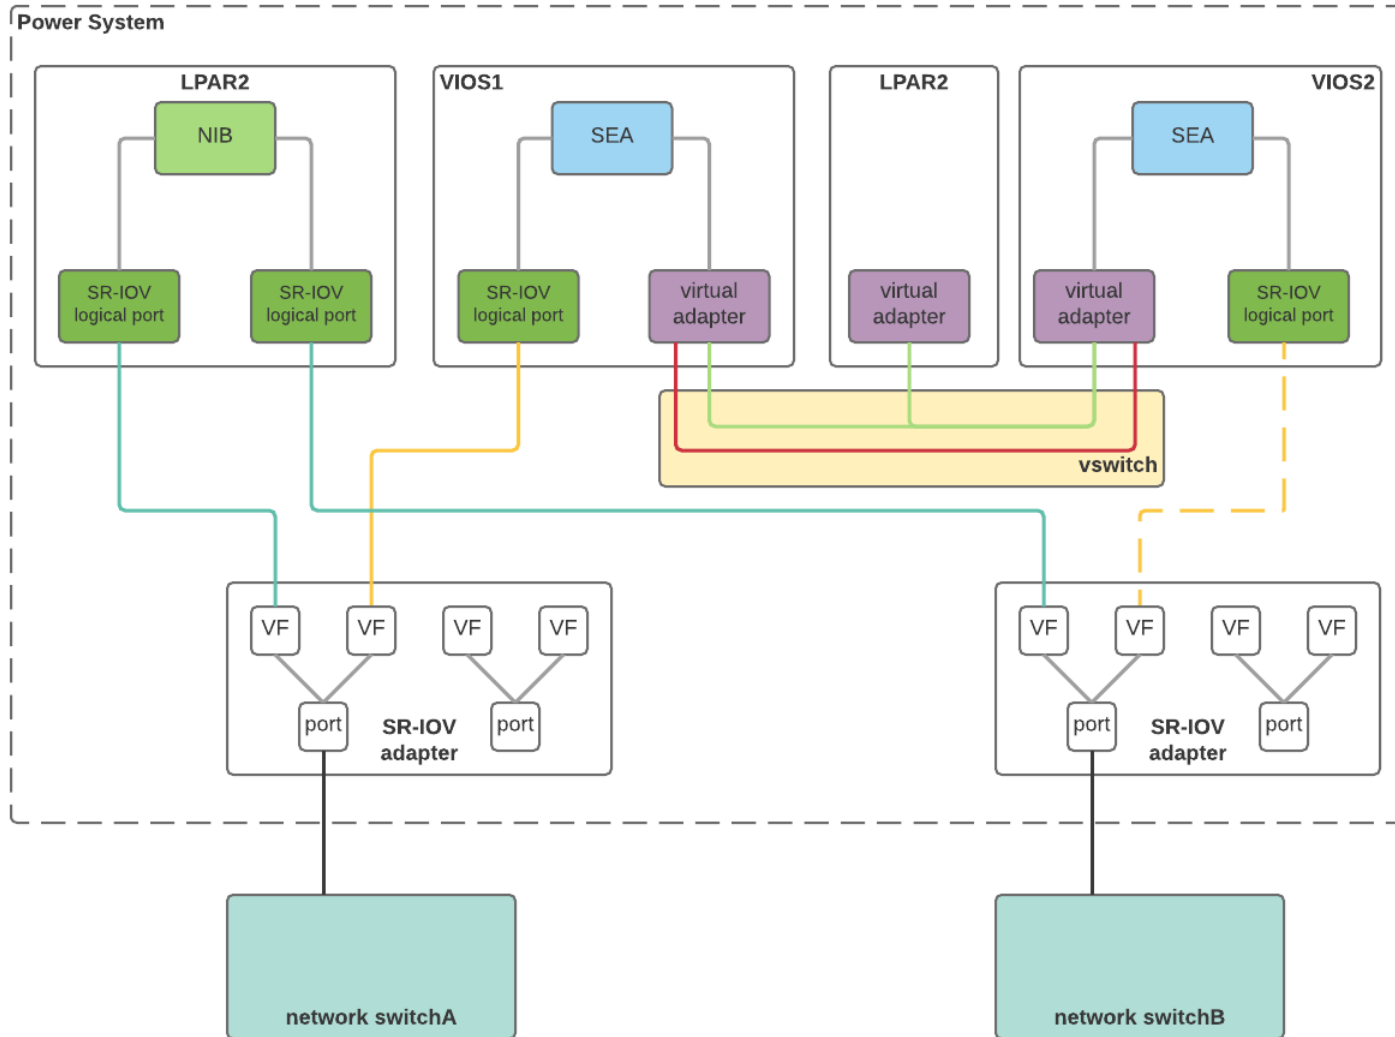 Power System
LPAR2
VIOS1
LPAR2
VIOS2
NIB
SEA
SEA
SR-IOV
logical port
SR-IOV
logical port
SR-IOV
logical port
virtual
adapter
virtual
adapter
virtual
adapter
SR-IOV
logical port
vswitch
VF
VF
VF
VF
VF
VF
VF
VF
port
SR-IOV
adapter
port
port
SR-IOV
adapter
port
network switchA
network switchB